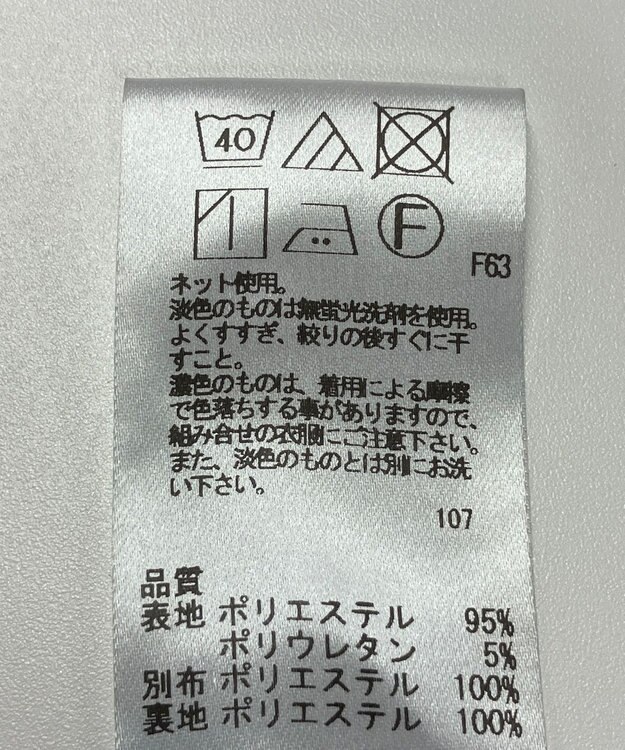 40
F
F63
ネット使用。
淡色のものは無蛍光洗剤を使用。
よくすすぎ、絞りの後すぐに干
すこと。
濃色のものは、着用による摩擦
で色落ちする事がありますので、
組み合せの衣服にご注意下さい。
また、淡色のものとは別にお洗
い下さい。
107
品質
表地 ポリエステル 95%
ポリウレタン 5%
別布 ポリエステル 100%
裏地 ポリエステル 100%